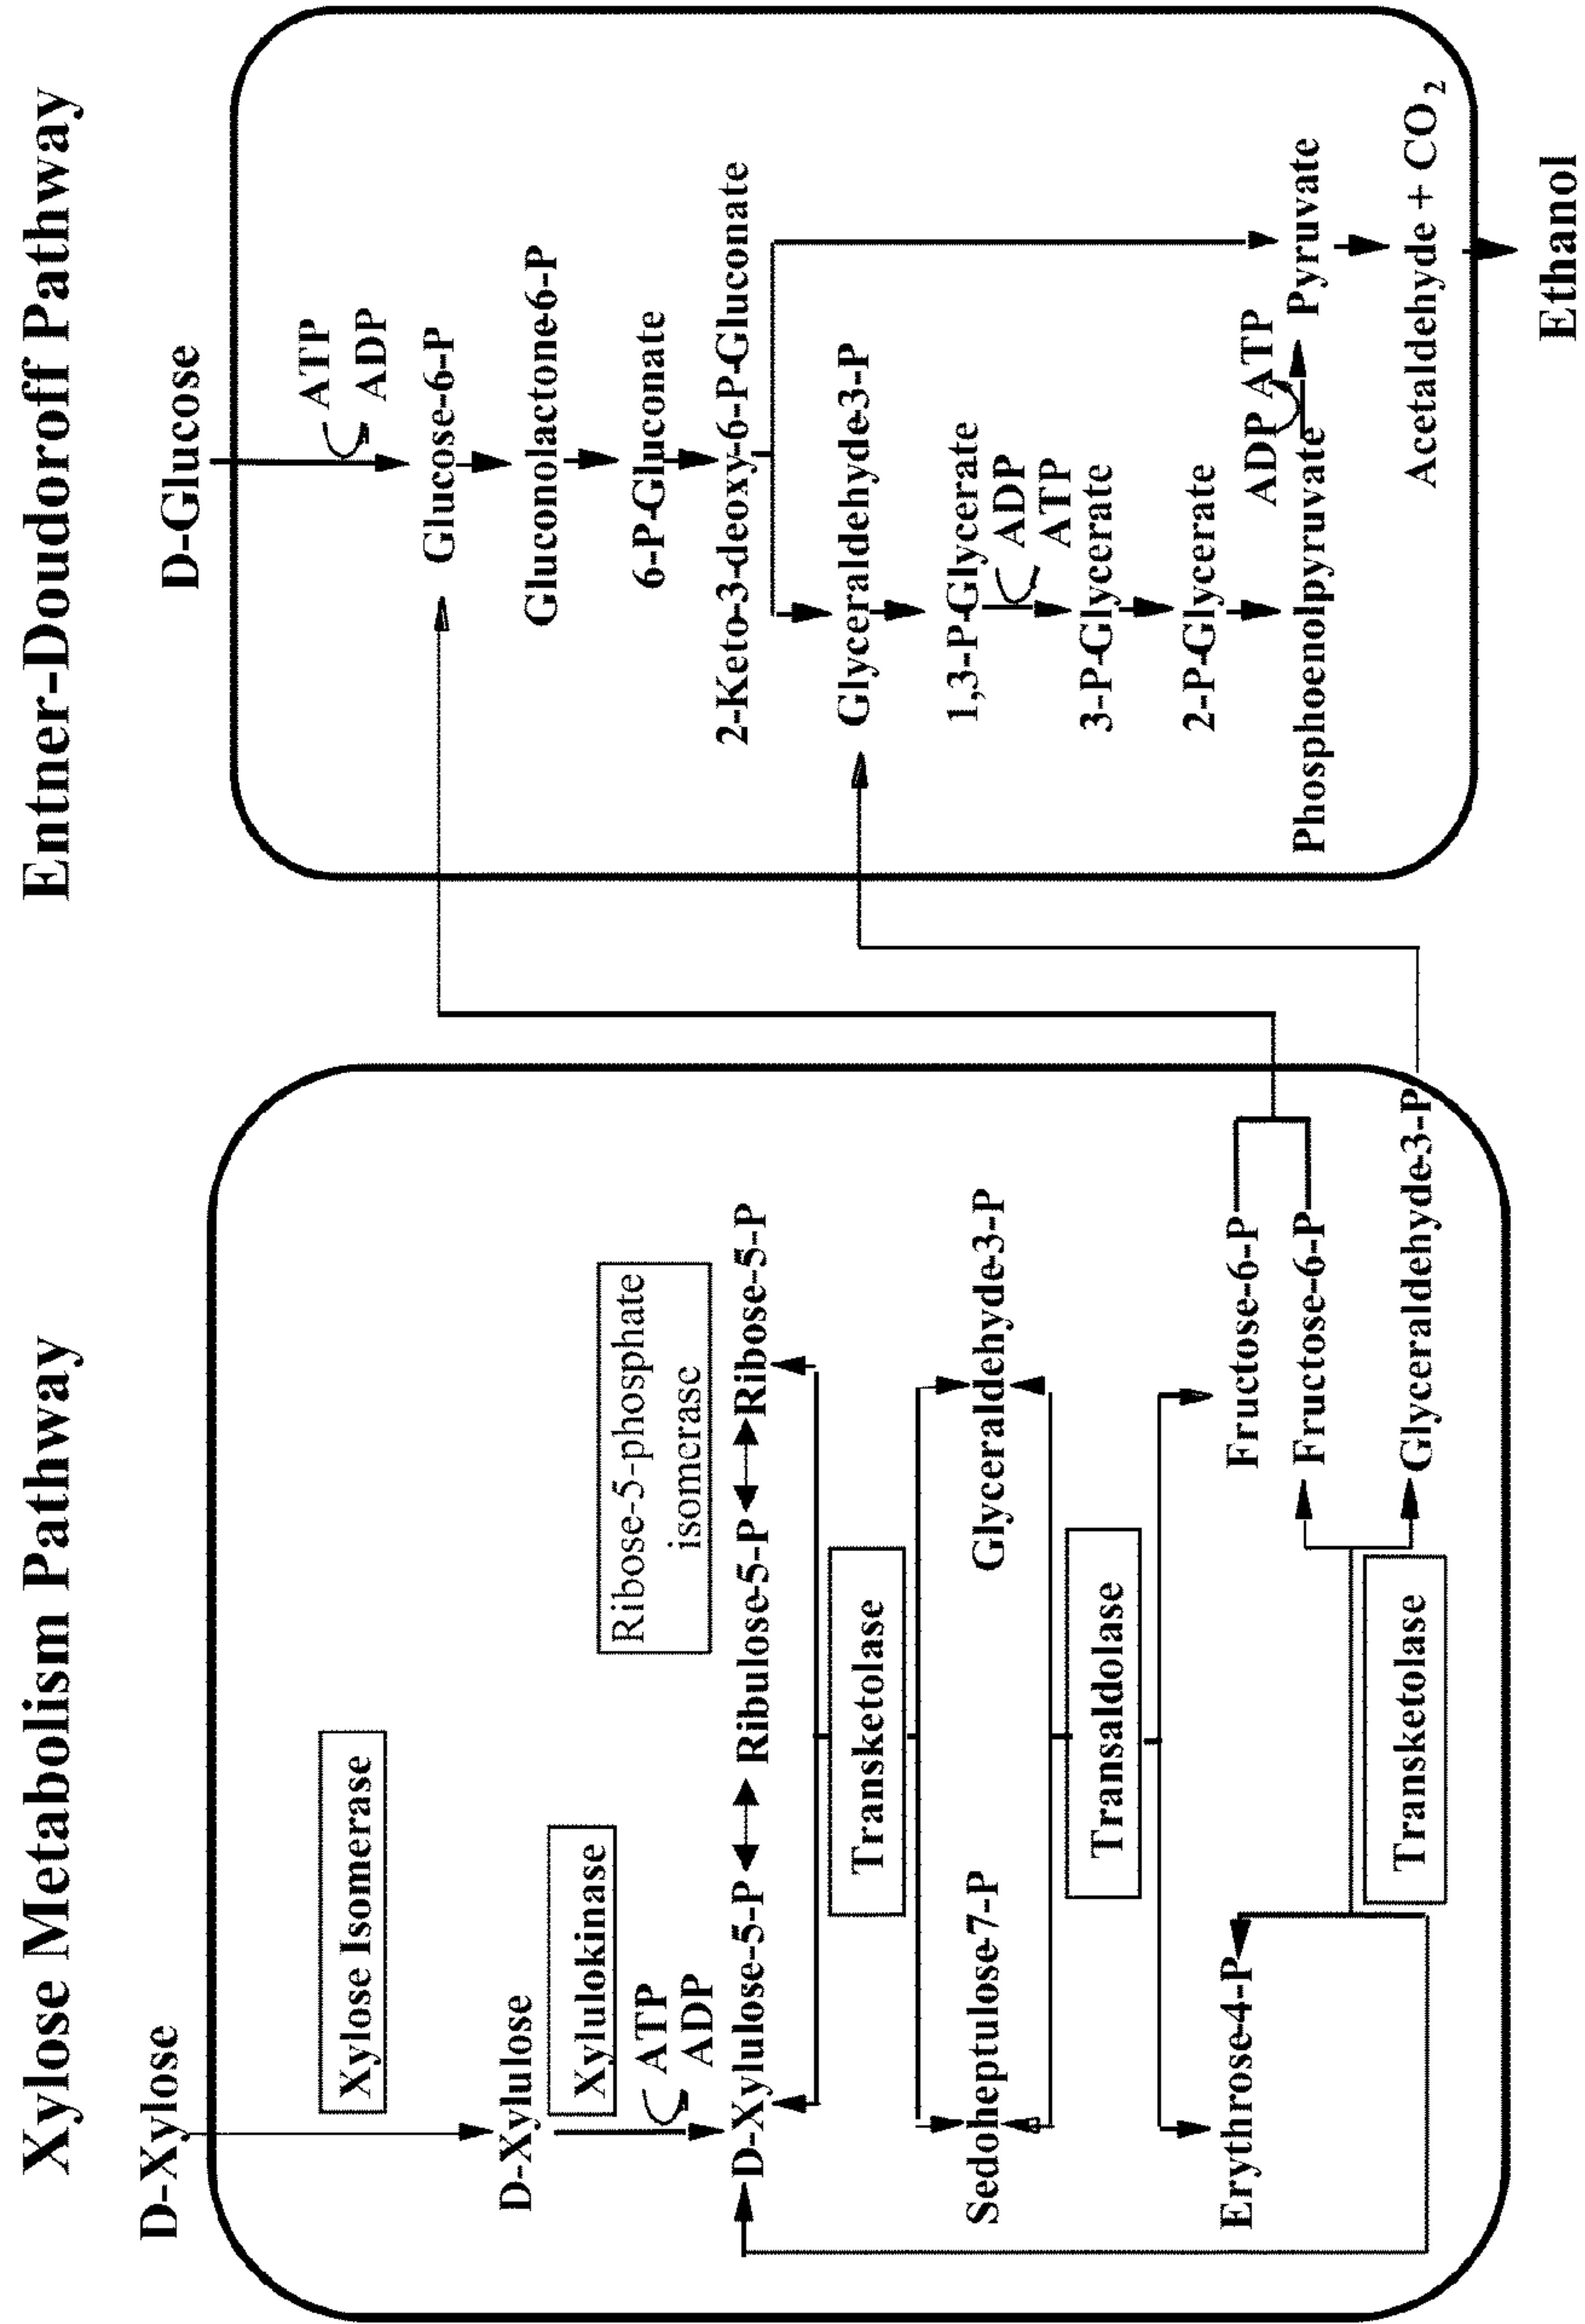 Xylose Metabolism Pathway
D-Xylose
Xylose Isomerase
D-Xylulose
Xylulokinase
ATP
ADP
Ribose-5-phosphate
isomerase
D-Xylulose-5-P
Ribulose-5-P
Ribose-5-P
Transketolase
Sedoheptulose-7-P
Glyceraldehyde-3-P
Transaldolase
Erythrose-4-P
Fructose-6-P
Fructose-6-P
Transketolase
Glyceraldehyde-3-P
Entner-Doudoroff Pathway
D-Glucose
ATP
ADP
Glucose-6-P
Gluconolactone-6-P
6-P-Gluconate
2-Keto-3-deoxy-6-P-Gluconate
Glyceraldehyde-3-P
1,3-P-Glycerate
ADP
ATP
3-P-Glycerate
2-P-Glycerate
ADP ATP
Phosphoenolpyruvate
Pyruvate
Acetaldehyde + CO2
Ethanol